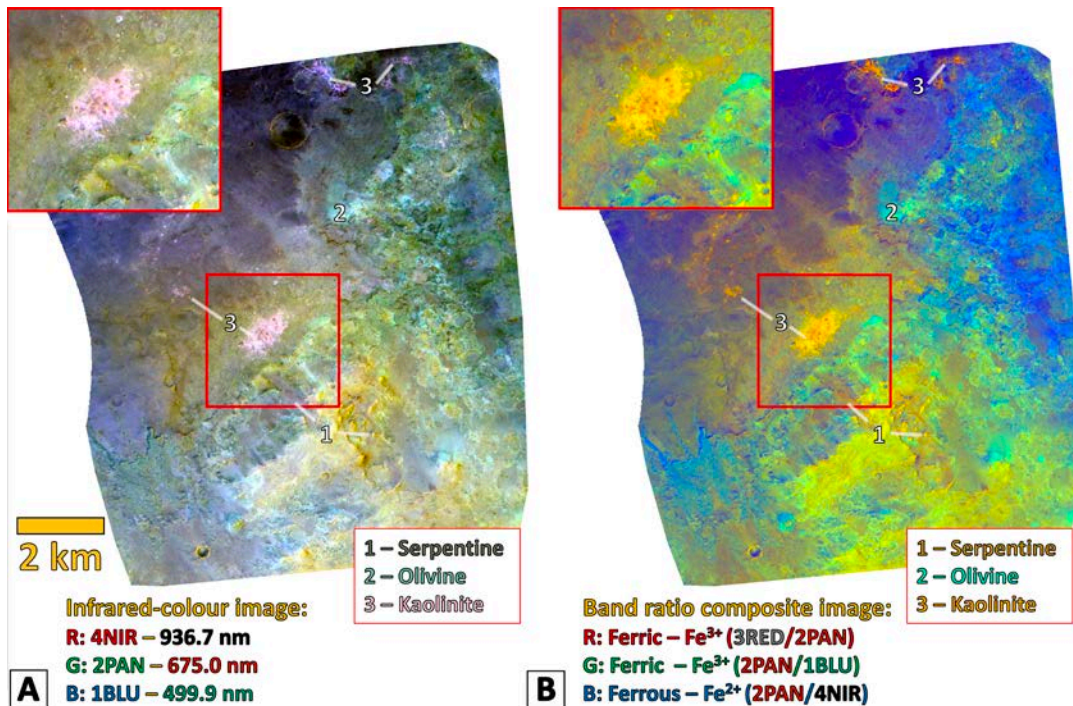 3
2
3
1
2 km
1 – Serpentine
2 – Olivine
3 – Kaolinite
Infrared-colour image:
R: 4NIR – 936.7 nm
G: 2PAN – 675.0 nm
B: 1BLU – 499.9 nm
A
3
2
3
1
1 – Serpentine
2 – Olivine
3 – Kaolinite
Band ratio composite image:
R: Ferric – Fe³⁺ (3RED/2PAN)
G: Ferric – Fe³⁺ (2PAN/1BLU)
B: Ferrous – Fe²⁺ (2PAN/4NIR)
B